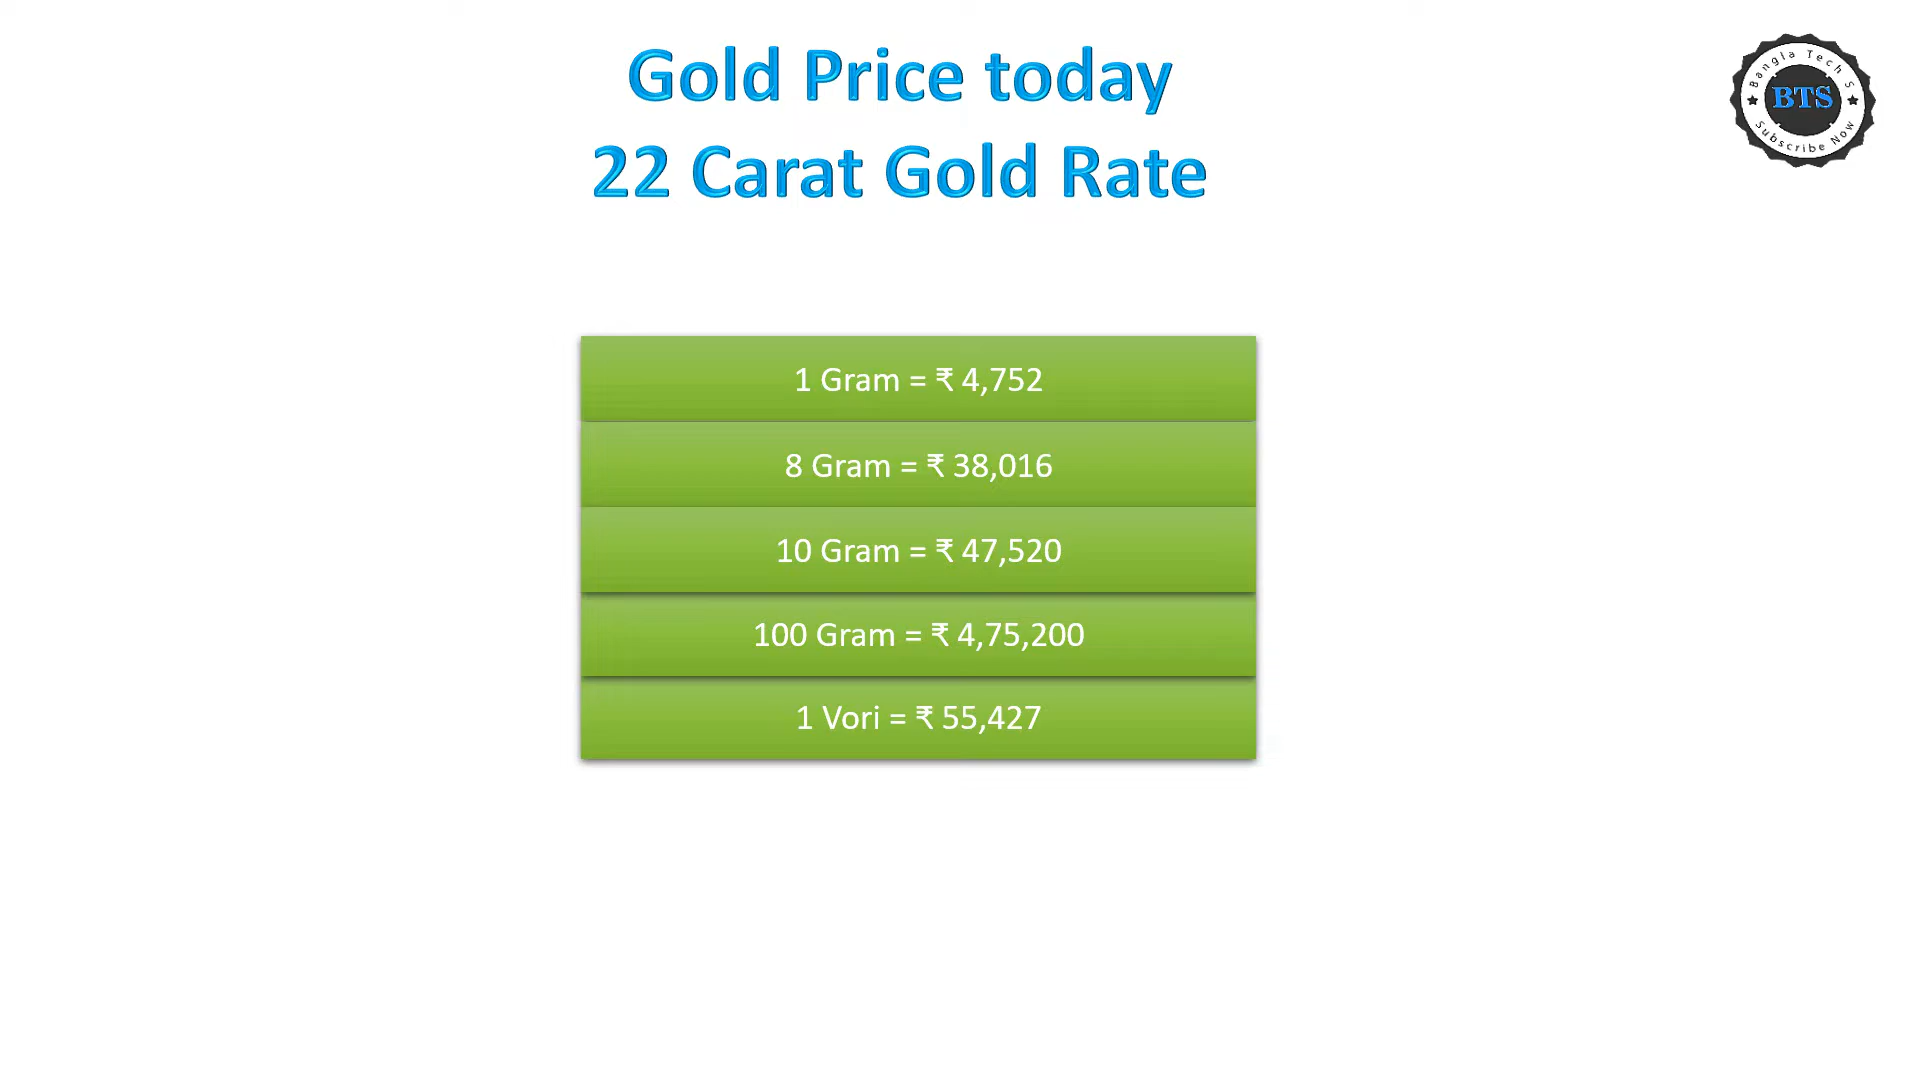 Gold Price today
22 Carat Gold Rate
Bangla Tech S
BTS
Subscribe Now
1 Gram = ₹ 4,752
8 Gram = ₹ 38,016
10 Gram = ₹ 47,520
100 Gram = ₹ 4,75,200
1 Vori = ₹ 55,427